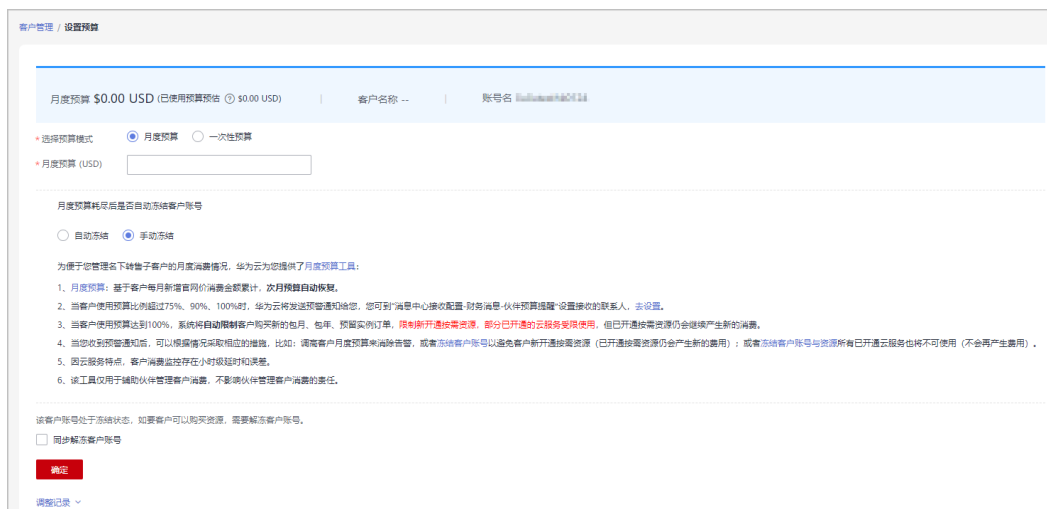 客户管理 / 设置预算
月度预算 $0.00 USD (已使用预算预估 ? $0.00 USD) 客户名称 -- 账号名
* 选择预算模式 月度预算 一次性预算
* 月度预算 (USD)
月度预算耗尽后是否自动冻结客户账号
自动冻结 手动冻结
为便于您管理名下转售子客户的月度消费情况，华为云为您提供了月度预算工具：
1、月度预算：基于客户每月新增官网价消费金额累计，次月预算自动恢复。
2、当客户使用预算比例超过75%、90%、100%时，华为云将发送预警通知给您，您可到“消息中心接收配置-财务消息-伙伴预算提醒”设置接收的联系人，去设置。
3、当客户使用预算达到100%，系统将自动限制客户购买新的包月、包年、预留实例订单，限制新开通按需资源，部分已开通的云服务受限使用，但已开通按需资源仍会继续产生新的消费。
4、当您收到预警通知后，可以根据情况采取相应的措施，比如：调高客户月度预算来消除告警，或者冻结客户账号以避免客户新开通按需资源（已开通按需资源仍会产生新的费用）；或者冻结客户账号与资源所有已开通云服务也将不可使用（不会再产生费用）。
5、因云服务特点，客户消费监控存在小时级延时和误差。
6、该工具仅用于辅助伙伴管理客户消费，不影响伙伴管理客户消费的责任。
该客户账号处于冻结状态，如要客户可以购买资源，需要解冻客户账号。
同步解冻客户账号
确定
调整记录